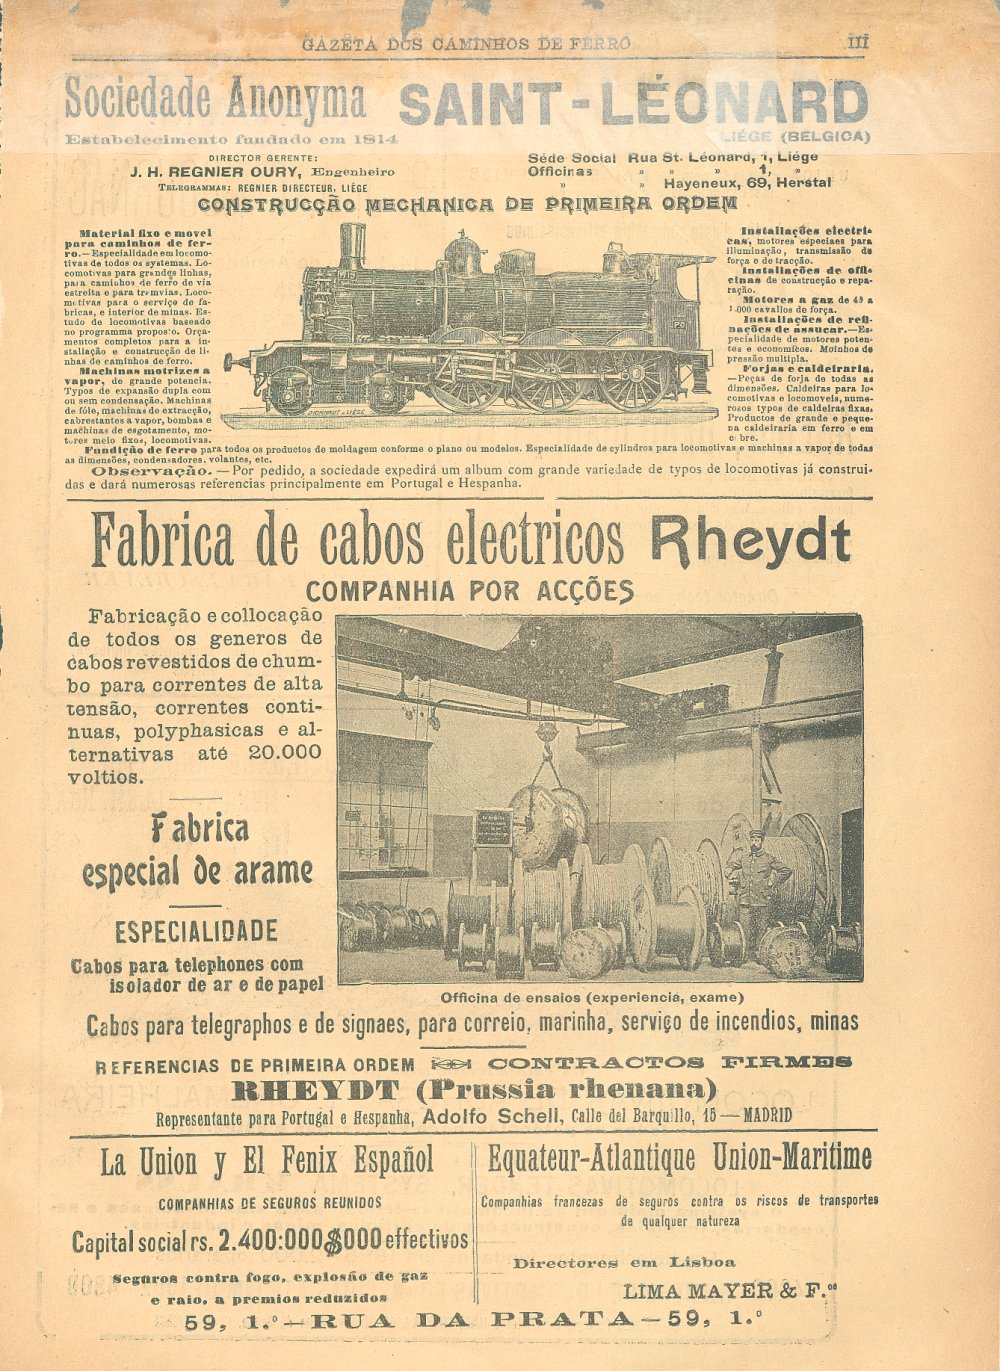 GAZETA DOS CAMINHOS DE FERRO
III
Sociedade Anonyma SAINT-LÉONARD
Estabelecimento fundado em 1814
LIÉGE (BELGICA)
DIRECTOR GERENTE:
J. H. REGNIER OURY, Engenheiro
TELEGRAMMAS: REGNIER DIRECTEUR, LIÉGE
Séde Social Rua St. Léonard, 1, Liége
Officinas » » » 1, »
» Hayeneux, 69, Herstal
CONSTRUCÇÃO MECHANICA DE PRIMEIRA ORDEM
Material fixo e movel
para caminhos de fer-
ro.—Especialidade em locomo-
tivas de todos os systemas. Lo-
comotivas para grandes linhas,
para caminhos de ferro de via
estreita e para tremvias. Loco-
motivas para o serviço de fa-
bricas, e interior de minas. Es-
tudo de locomotivas baseado
no programma proposto. Orça-
mentos completos para a in-
stallação e construcção de li-
nhas de caminhos de ferro.
Machinas motrizes a
vapor, de grande potencia.
Typos de expansão dupla com
ou sem condensação. Machinas
de fóle, machinas de extracção,
cabrestantes a vapor, bombas e
machinas de esgotamento, mo-
tores meio fixos, locomotivas.
Installações electri-
cas, motores especiaes para
illuminação, transmissão de
força e de tracção.
Installações de offi-
cinas de construcção e repa-
ração.
Motores a gaz de 49 a
1.000 cavallos de força.
Installações de refi-
nações de assucar.—Es-
pecialidade de motores poten-
tes e economicos. Moinhos de
pressão multipla.
Forjas e caldeiraria.
—Peças de forja de todas as
dimensões. Caldeiras para lo-
comotivas e locomoveis, nume-
rosos typos de caldeiras fixas.
Productos de grande e peque-
na caldeiraria em ferro e em
cobre.
Fundição de ferro para todos os productos de moldagem conforme o plano ou modelos. Especialidade de cylindros para locomotivas e machinas a vapor de todas
as dimensões, condensadores, volantes, etc.
Observação.—Por pedido, a sociedade expedirá um album com grande variedade de typos de locomotivas já construi-
das e dará numerosas referencias principalmente em Portugal e Hespanha.
Fabrica de cabos electricos Rheydt
COMPANHIA POR ACÇÕES
Fabricação e collocação
de todos os generos de
cabos revestidos de chum-
bo para correntes de alta
tensão, correntes conti-
nuas, polyphasicas e al-
ternativas até 20.000
voltios.
Fabrica
especial de arame
ESPECIALIDADE
Cabos para telephones com
isolador de ar e de papel
Officina de ensaios (experiencia, exame)
Cabos para telegraphos e de signaes, para correio, marinha, serviço de incendios, minas
REFERENCIAS DE PRIMEIRA ORDEM CONTRACTOS FIRMES
RHEYDT (Prussia rhenana)
Representante para Portugal e Hespanha, Adolfo Schell, Calle del Barquillo, 15—MADRID
La Union y El Fenix Español
COMPANHIAS DE SEGUROS REUNIDOS
Capital social rs. 2.400:000$000 effectivos
Seguros contra fogo, explosão de gaz
e raio, a premios reduzidos
Equateur-Atlantique Union-Maritime
Companhias francezas de seguros contra os riscos de transportes
de qualquer natureza
Directores em Lisboa
LIMA MAYER & F.os
59, 1.º—RUA DA PRATA—59, 1.º